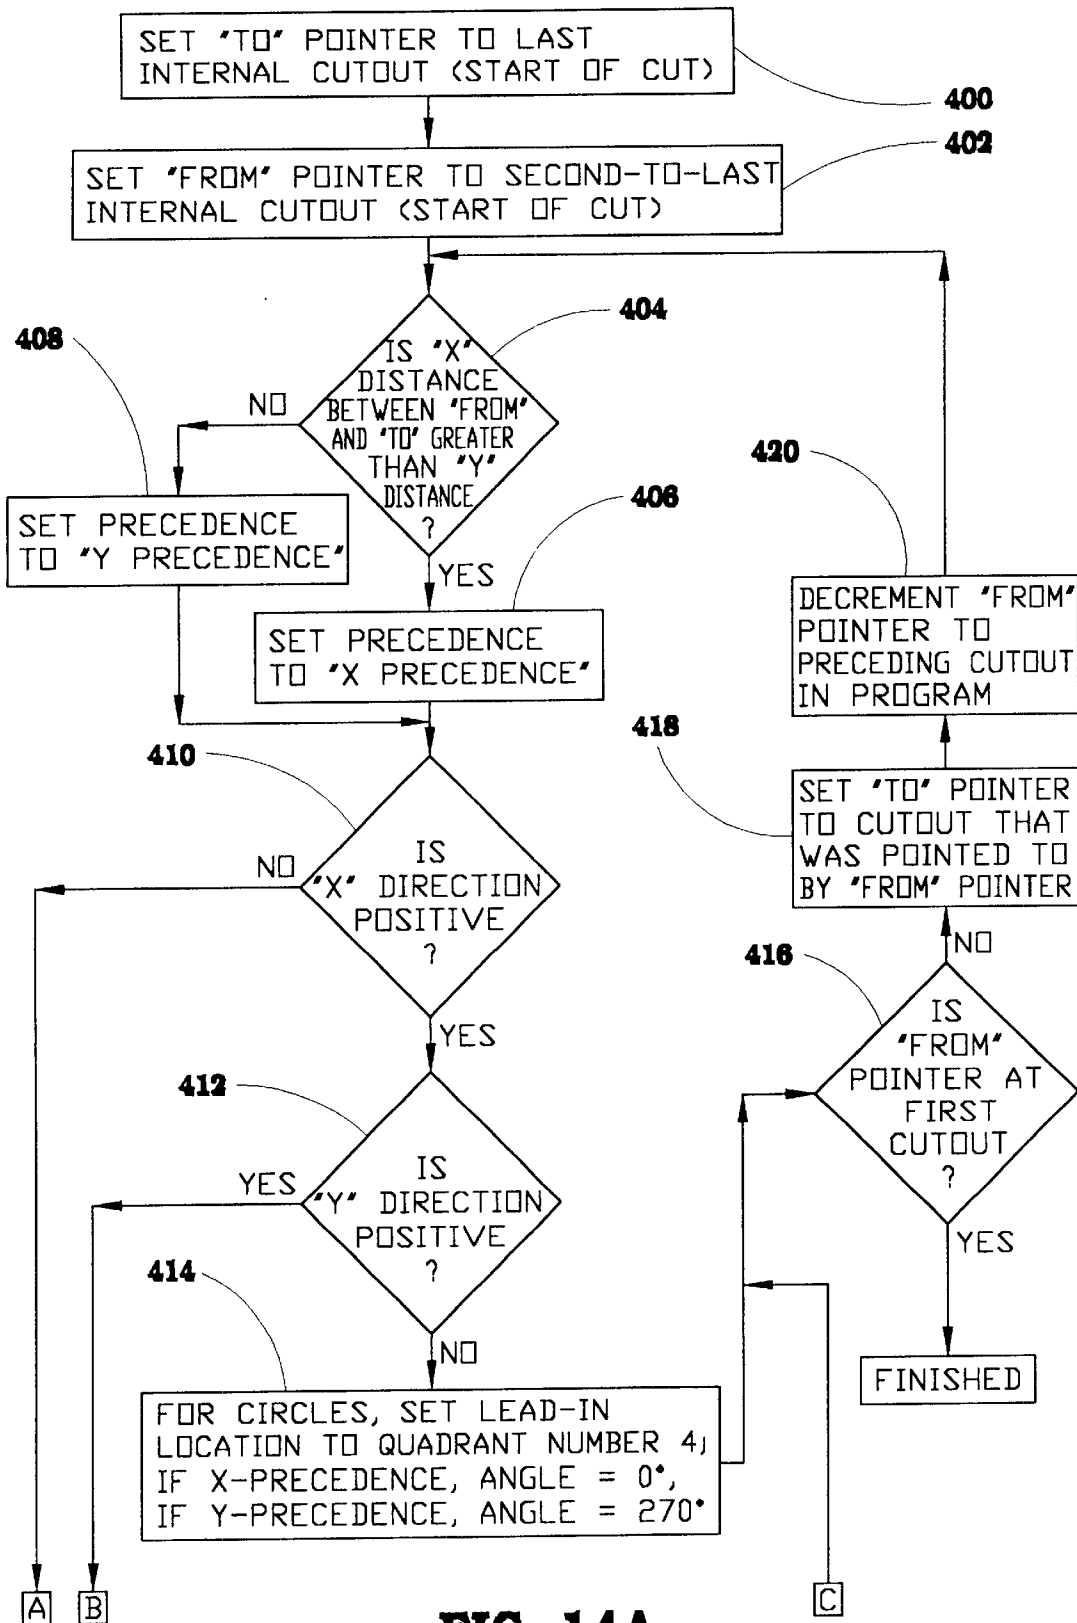 SET "TO" POINTER TO LAST
INTERNAL CUTOUT (START OF CUT)
400
402
SET "FROM" POINTER TO SECOND-TO-LAST
INTERNAL CUTOUT (START OF CUT)
404
408
IS "X"
DISTANCE
BETWEEN "FROM"
AND "TO" GREATER
THAN "Y"
DISTANCE
?
NO
YES
SET PRECEDENCE
TO "Y PRECEDENCE"
406
SET PRECEDENCE
TO "X PRECEDENCE"
420
DECREMENT "FROM"
POINTER TO
PRECEDING CUTOUT
IN PROGRAM
418
SET "TO" POINTER
TO CUTOUT THAT
WAS POINTED TO
BY "FROM" POINTER
410
IS
"X" DIRECTION
POSITIVE
?
NO
YES
416
NO
IS
"FROM"
POINTER AT
FIRST
CUTOUT
?
YES
FINISHED
412
IS
"Y" DIRECTION
POSITIVE
?
YES
NO
414
FOR CIRCLES, SET LEAD-IN
LOCATION TO QUADRANT NUMBER 4;
IF X-PRECEDENCE, ANGLE = 0°,
IF Y-PRECEDENCE, ANGLE = 270°
A
B
C
FIG. 14A